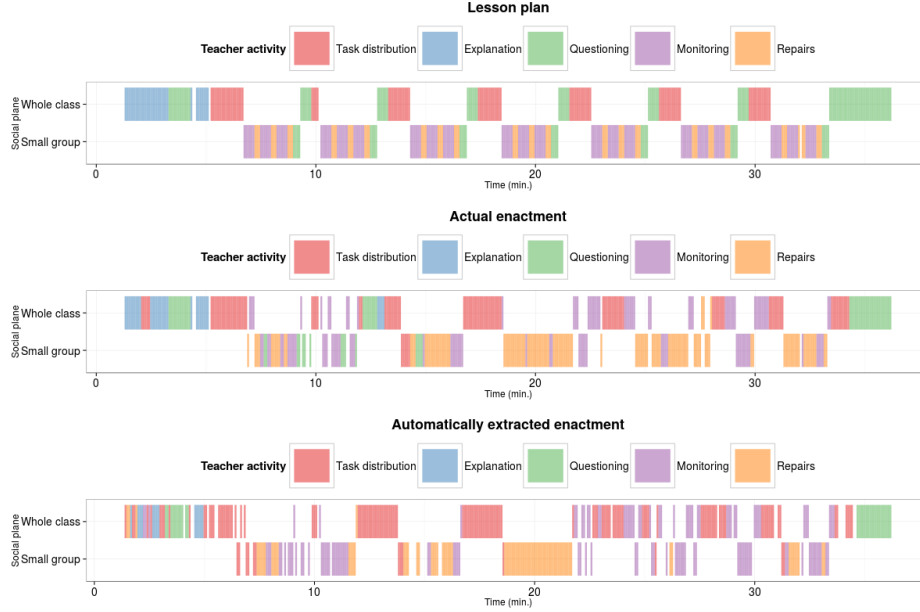 Lesson plan
Teacher activity Task distribution Explanation Questioning Monitoring Repairs
Social plane
Whole class
Small group
0 10 20 30
Time (min.)
Actual enactment
Teacher activity Task distribution Explanation Questioning Monitoring Repairs
Social plane
Whole class
Small group
0 10 20 30
Time (min.)
Automatically extracted enactment
Teacher activity Task distribution Explanation Questioning Monitoring Repairs
Social plane
Whole class
Small group
0 10 20 30
Time (min.)